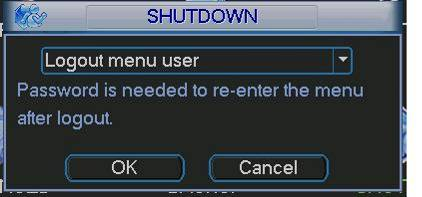 SHUTDOWN
Logout menu user
Password is needed to re-enter the menu
after logout.
OK Cancel